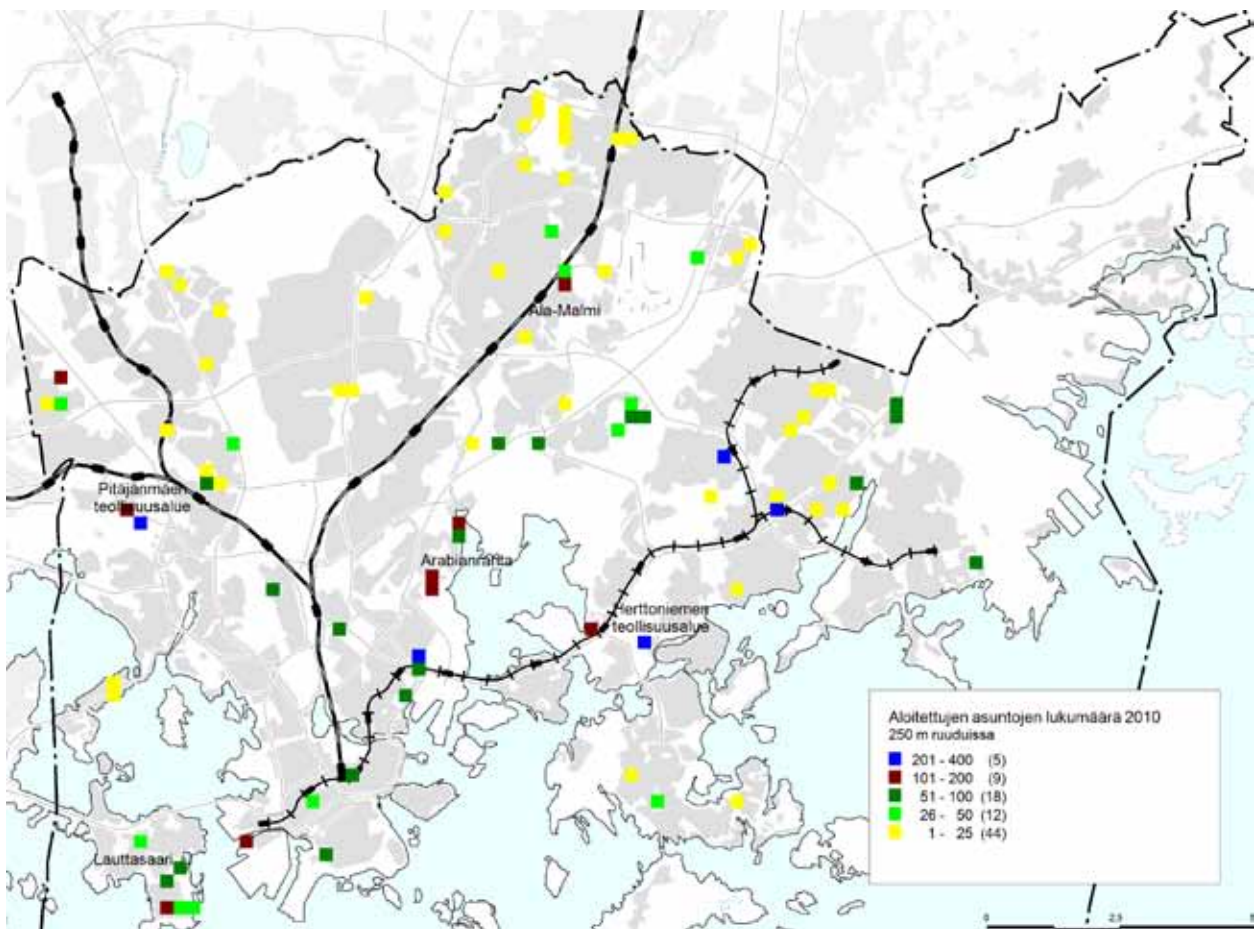 Ala-Malmi
Pitäjänmäen
teollisuusalue
Arabianranta
Herttoniemen
teollisuusalue
Lauttasaari
Aloitettujen asuntojen lukumäärä 2010
250 m ruuduissa
201 - 400 (5)
101 - 200 (9)
51 - 100 (18)
26 - 50 (12)
1 - 25 (44)
0 2,5 5